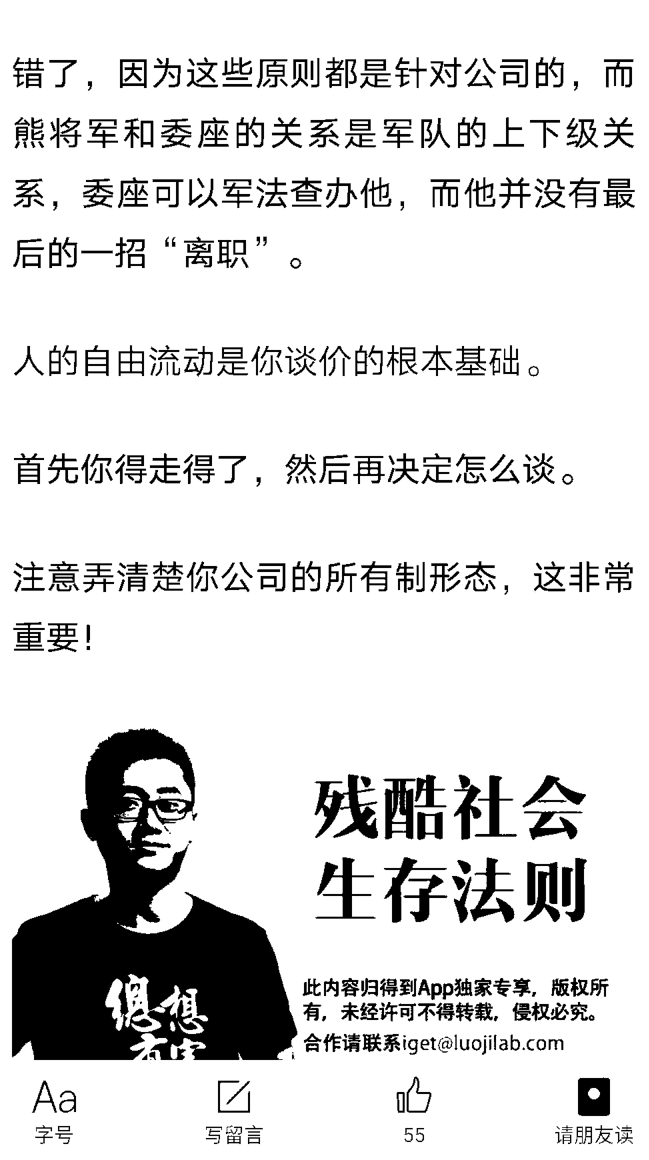 错了，因为这些原则都是针对公司的，而
熊将军和委座的关系是军队的上下级关
系，委座可以军法查办他，而他并没有最
后的一招“离职”。
人的自由流动是你谈价的根本基础。
首先你得走得了，然后再决定怎么谈。
注意弄清楚你公司的所有制形态，这非常
重要！
残酷社会
生存法则
總想
有害
此内容归得到App独家专享，版权所
有，未经许可不得转载，侵权必究。
合作请联系iget@luojilab.com
Aa
字号
写留言
55
请朋友读